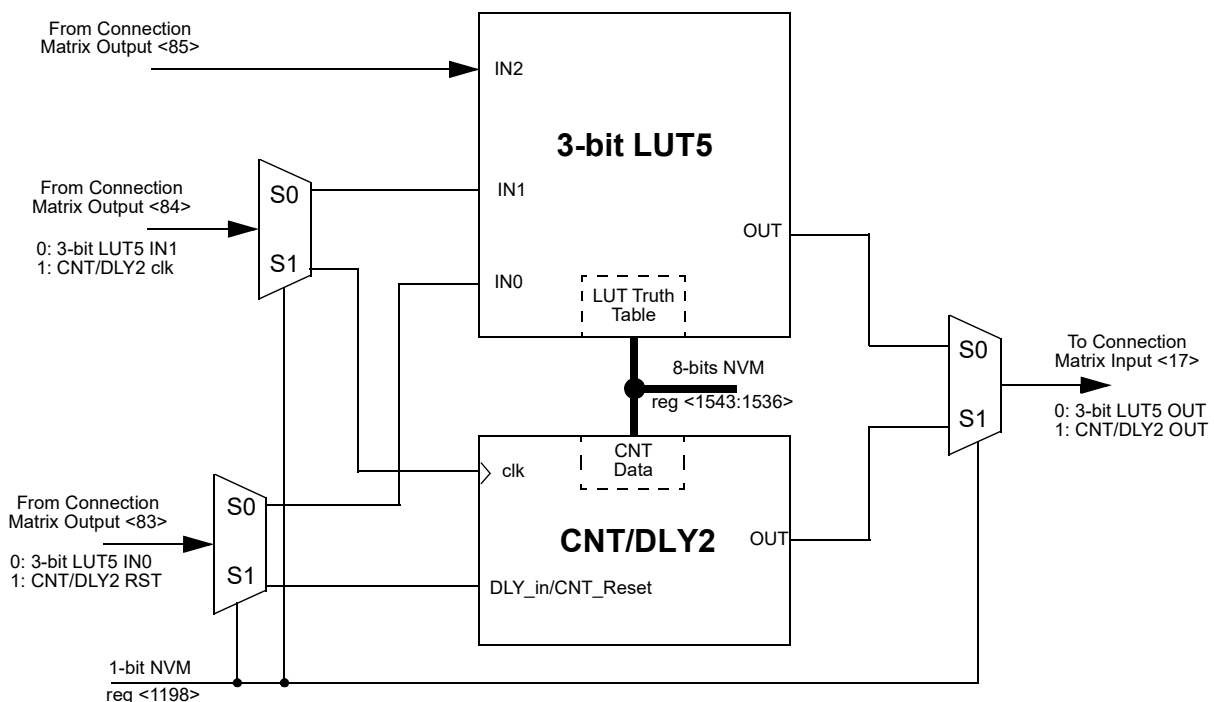 From Connection
Matrix Output <85>
IN2
3-bit LUT5
From Connection
Matrix Output <84>
0: 3-bit LUT5 IN1
1: CNT/DLY2 clk
S0
S1
IN1
IN0
OUT
LUT Truth
Table
8-bits NVM
reg <1543:1536>
S0
S1
To Connection
Matrix Input <17>
0: 3-bit LUT5 OUT
1: CNT/DLY2 OUT
From Connection
Matrix Output <83>
0: 3-bit LUT5 IN0
1: CNT/DLY2 RST
S0
S1
clk
CNT
Data
CNT/DLY2
OUT
DLY_in/CNT_Reset
1-bit NVM
reg <1198>